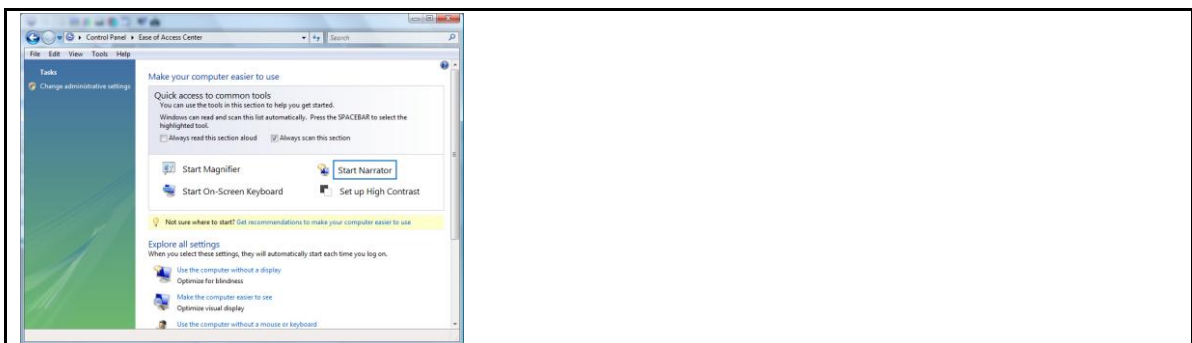 Control Panel Ease of Access Center Search
File Edit View Tools Help
Tasks
Change administrative settings
Make your computer easier to use
Quick access to common tools
You can use the tools in this section to help you get started.
Windows can read and scan this list automatically. Press the SPACEBAR to select the
highlighted tool.
Always read this section aloud Always scan this section
Start Magnifier Start Narrator
Start On-Screen Keyboard Set up High Contrast
Not sure where to start? Get recommendations to make your computer easier to use
Explore all settings
When you select these settings, they will automatically start each time you log on.
Use the computer without a display
Optimize for blindness
Make the computer easier to see
Optimize visual display
Use the computer without a mouse or keyboard